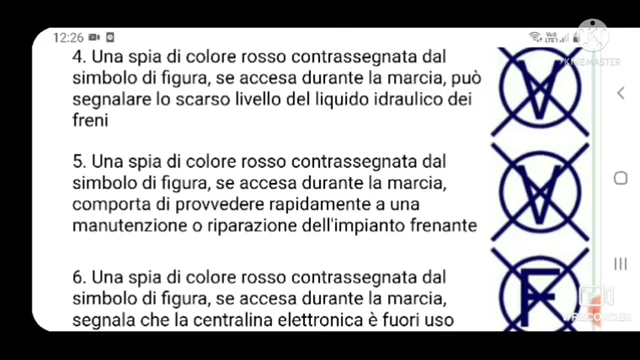 12:26
4. Una spia di colore rosso contrassegnata dal
simbolo di figura, se accesa durante la marcia, può
segnalare lo scarso livello del liquido idraulico dei
freni
V
5. Una spia di colore rosso contrassegnata dal
simbolo di figura, se accesa durante la marcia,
comporta di provvedere rapidamente a una
manutenzione o riparazione dell'impianto frenante
V
6. Una spia di colore rosso contrassegnata dal
simbolo di figura, se accesa durante la marcia,
segnala che la centralina elettronica è fuori uso
F
KINEMASTER
RECORDER